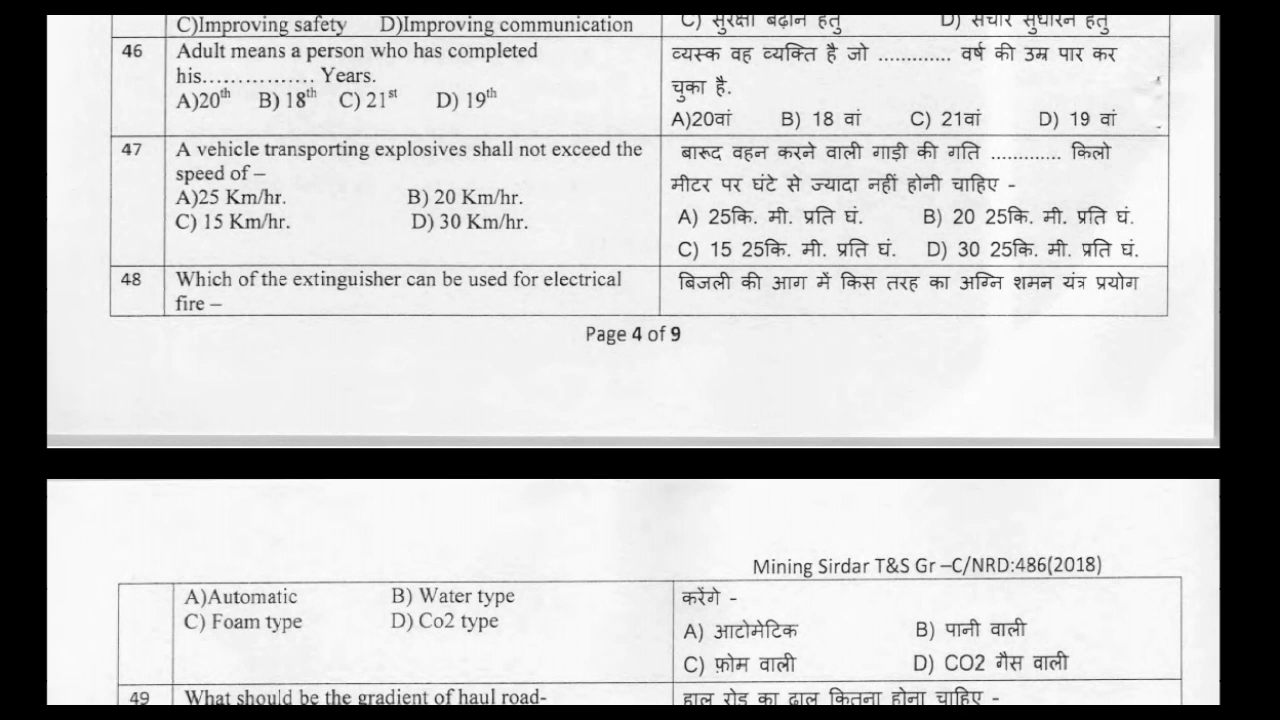 C)Improving safety D)Improving communication
C) सुरक्षा बढ़ाने हेतु D) संचार सुधारने हेतु
46
Adult means a person who has completed
his…………… Years.
A)20th B) 18th C) 21st D) 19th
व्यस्क वह व्यक्ति है जो ............. वर्ष की उम्र पार कर
चुका है.
A)20वां B) 18 वां C) 21वां D) 19 वां
47
A vehicle transporting explosives shall not exceed the
speed of –
A)25 Km/hr. B) 20 Km/hr.
C) 15 Km/hr. D) 30 Km/hr.
बारूद वहन करने वाली गाड़ी की गति ............. किलो
मीटर पर घंटे से ज्यादा नहीं होनी चाहिए -
A) 25कि. मी. प्रति घं. B) 20 25कि. मी. प्रति घं.
C) 15 25कि. मी. प्रति घं. D) 30 25कि. मी. प्रति घं.
48
Which of the extinguisher can be used for electrical
fire –
बिजली की आग में किस तरह का अग्नि शमन यंत्र प्रयोग
Page 4 of 9
Mining Sirdar T&S Gr –C/NRD:486(2018)
A)Automatic B) Water type
C) Foam type D) Co2 type
करेंगे -
A) आटोमेटिक B) पानी वाली
C) फ़ोम वाली D) CO2 गैस वाली
49
What should be the gradient of haul road-
हाल रोड का ढाल कितना होना चाहिए -